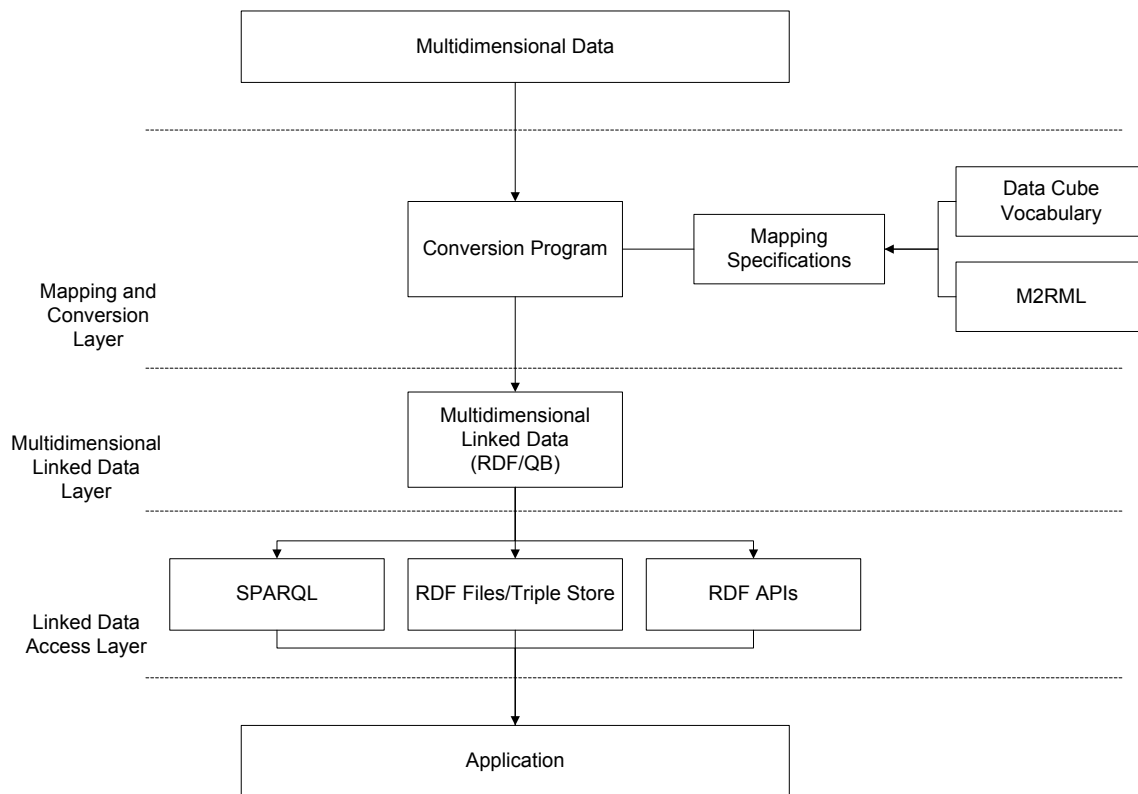 Multidimensional Data
Data Cube
Vocabulary
Conversion Program
Mapping
Specifications
M2RML
Mapping and
Conversion
Layer
Multidimensional
Linked Data
(RDF/QB)
Multidimensional
Linked Data
Layer
SPARQL
RDF Files/Triple Store
RDF APIs
Linked Data
Access Layer
Application